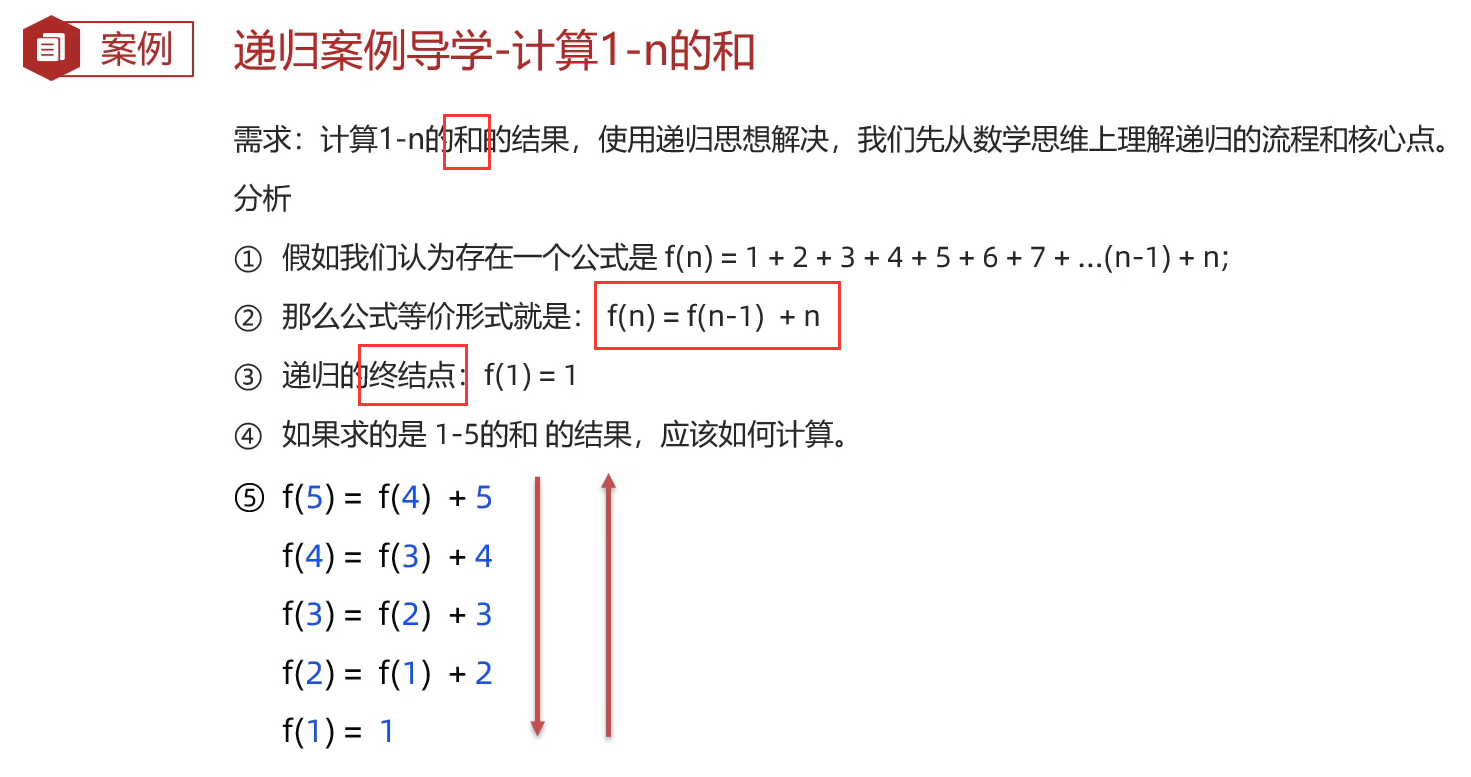 案例
递归案例导学-计算1-n的和
需求：计算1-n的和的结果，使用递归思想解决，我们先从数学思维上理解递归的流程和核心点。
分析
① 假如我们认为存在一个公式是 f(n) = 1 + 2 + 3 + 4 + 5 + 6 + 7 + …(n-1) + n;
② 那么公式等价形式就是： f(n) = f(n-1) + n
③ 递归的终结点：f(1) = 1
④ 如果求的是 1-5的和 的结果，应该如何计算。
⑤ f(5) = f(4) + 5
f(4) = f(3) + 4
f(3) = f(2) + 3
f(2) = f(1) + 2
f(1) = 1